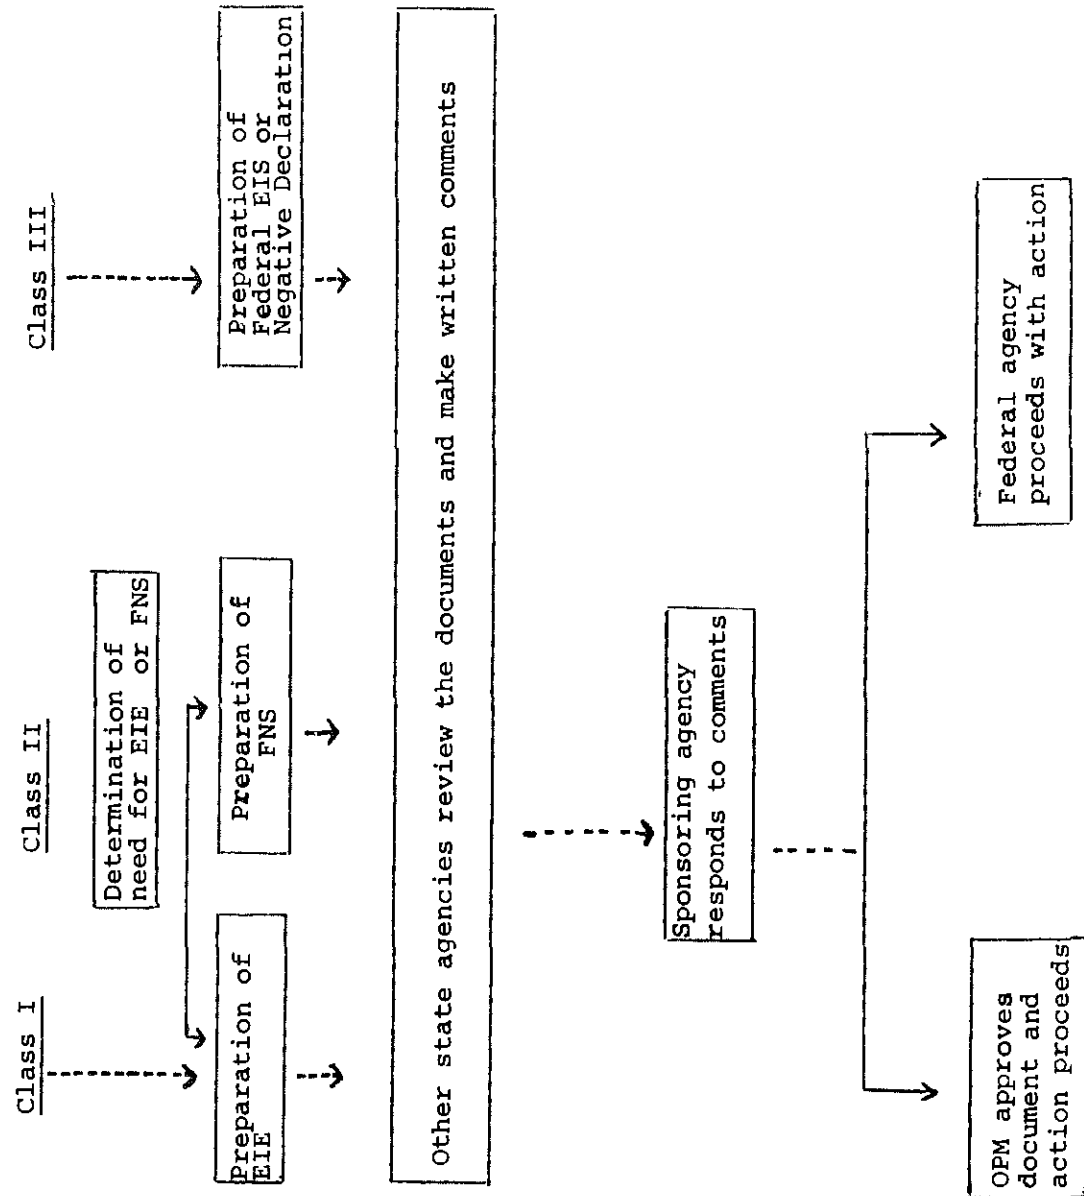 Class I
Class II
Class III
Determination of
need for EIE or FNS
Preparation of
EIE
Preparation of
FNS
Preparation of
Federal EIS or
Negative Declaration
Other state agencies review the documents and make written comments
Sponsoring agency
responds to comments
OPM approves
document and
action proceeds
Federal agency
proceeds with action